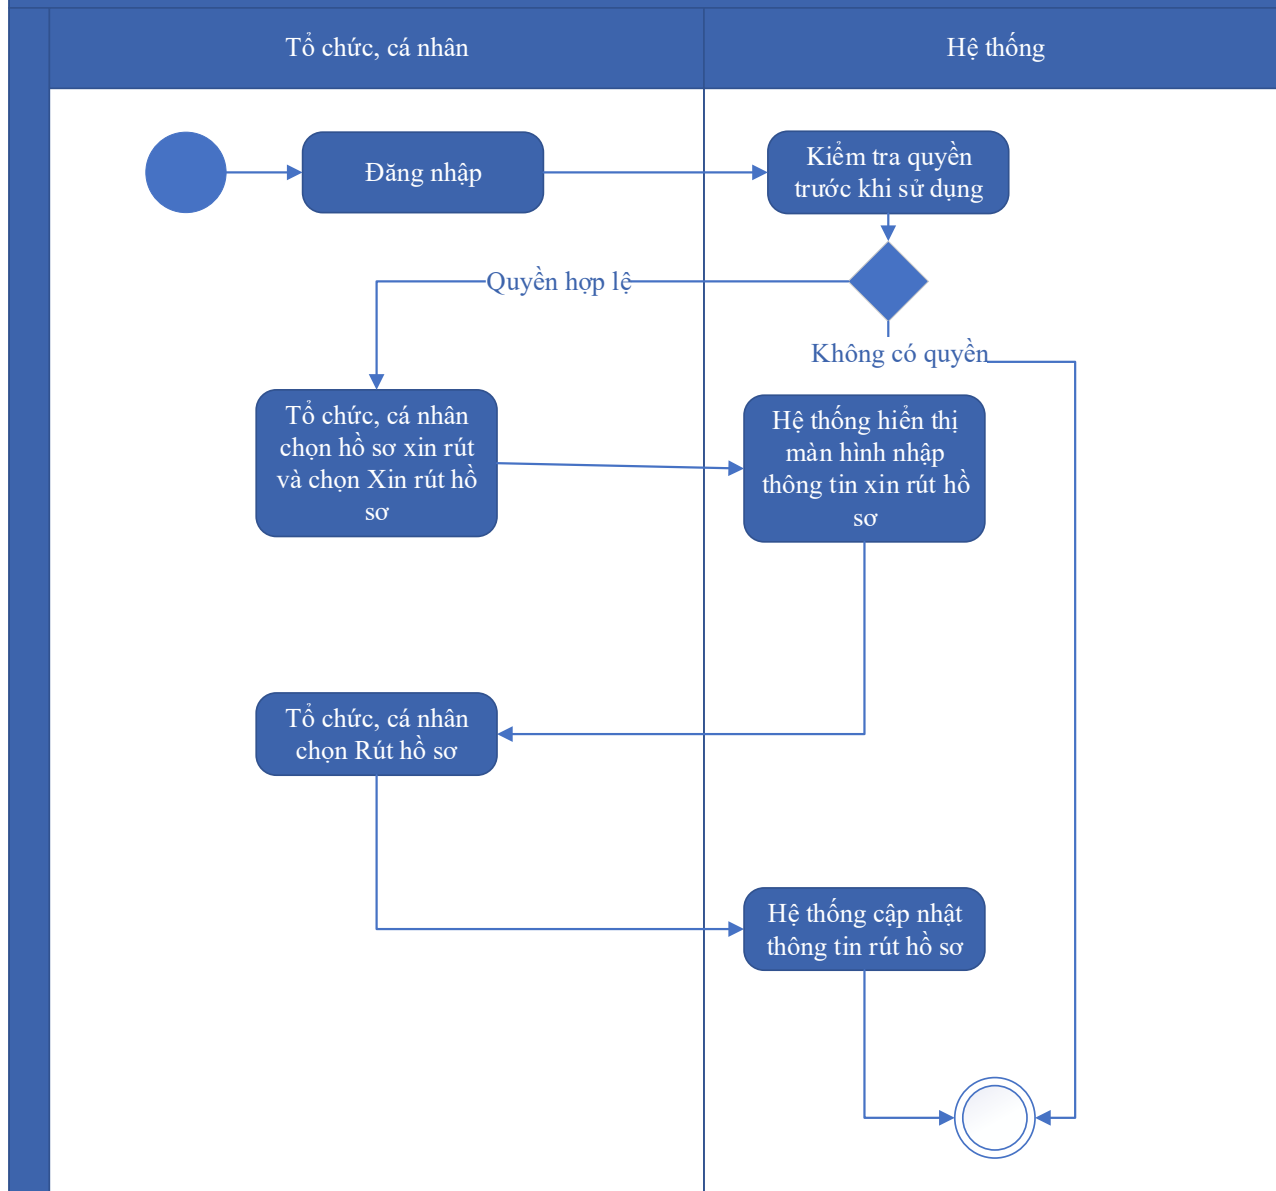 Tổ chức, cá nhân
Hệ thống
Đăng nhập
Kiểm tra quyền
trước khi sử dụng
Quyền hợp lệ
Không có quyền
Tổ chức, cá nhân
chọn hồ sơ xin rút
và chọn Xin rút hồ
sơ
Hệ thống hiển thị
màn hình nhập
thông tin xin rút hồ
sơ
Tổ chức, cá nhân
chọn Rút hồ sơ
Hệ thống cập nhật
thông tin rút hồ sơ